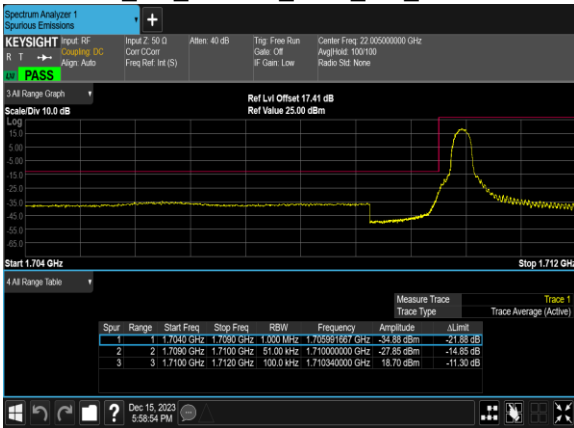 Spectrum Analyzer 1
Spurious Emissions
+
KEYSIGHT Input: RF Input Z: 50 Ω Atten: 40 dB Trig: Free Run Center Freq: 22.005000000 GHz
R T Coupling: DC Corr CCorr Gate: Off Avg|Hold: 100/100
Align: Auto Freq Ref: Int (S) IF Gain: Low Radio Std: None
PASS
3 All Range Graph Ref Lvl Offset 17.41 dB
Scale/Div 10.0 dB Ref Value 25.00 dBm
Log
15.0
5.00
-5.00
-15.0
-25.0
-35.0
-45.0
-55.0
-65.0
Start 1.704 GHz Stop 1.712 GHz
4 All Range Table
Measure Trace Trace 1
Trace Type Trace Average (Active)
Spur Range Start Freq Stop Freq RBW Frequency Amplitude ΔLimit
1 1 1.7040 GHz 1.7090 GHz 1.000 MHz 1.705991667 GHz -34.88 dBm -21.88 dB
2 2 1.7090 GHz 1.7100 GHz 51.00 kHz 1.710000000 GHz -27.85 dBm -14.85 dB
3 3 1.7100 GHz 1.7120 GHz 100.0 kHz 1.710340000 GHz 18.70 dBm -11.30 dB
? Dec 15, 2023
5:58:54 PM